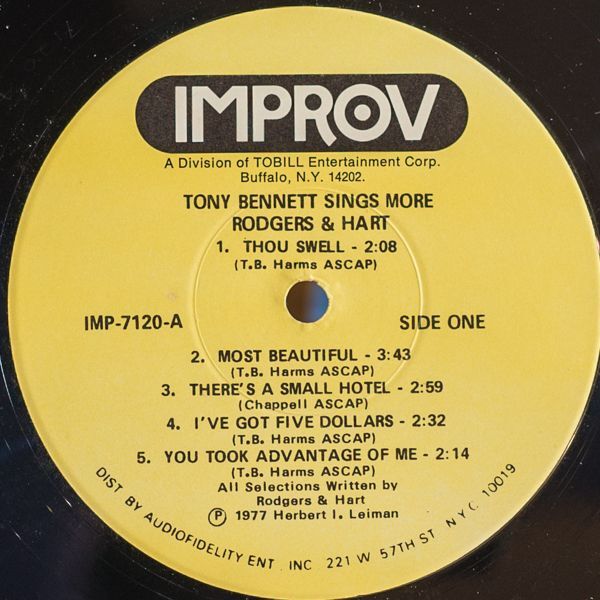 IMPROV
A Division of TOBILL Entertainment Corp.
Buffalo, N.Y. 14202.
TONY BENNETT SINGS MORE
RODGERS & HART
1. THOU SWELL - 2:08
(T.B. Harms ASCAP)
IMP-7120-A
SIDE ONE
2. MOST BEAUTIFUL - 3:43
(T.B. Harms ASCAP)
3. THERE'S A SMALL HOTEL - 2:59
(Chappell ASCAP)
4. I'VE GOT FIVE DOLLARS - 2:32
(T.B. Harms ASCAP)
5. YOU TOOK ADVANTAGE OF ME - 2:14
(T.B. Harms ASCAP)
All Selections Written by
Rodgers & Hart
℗ 1977 Herbert I. Leiman
DIST BY AUDIOFIDELITY ENT. INC 221 W 57TH ST NYC 10019